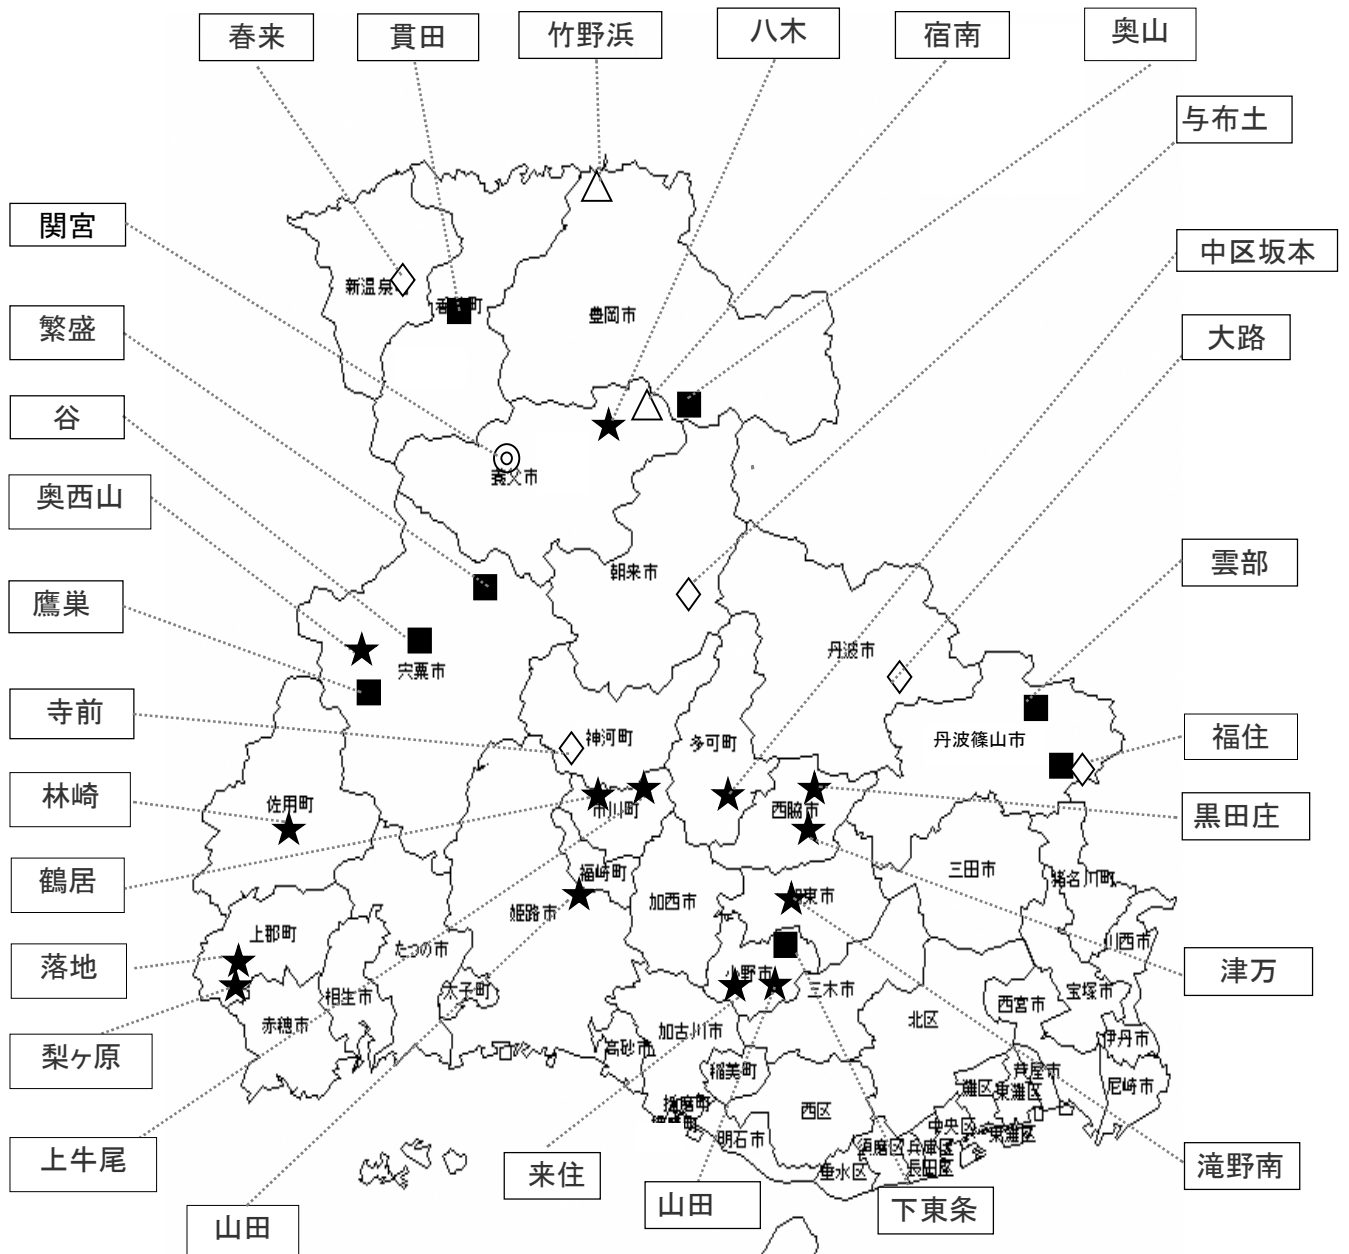 春来
貫田
竹野浜
八木
宿南
奥山
与布土
関宮
中区坂本
繁盛
大路
谷
奥西山
雲部
鷹巣
寺前
福住
林崎
黒田庄
鶴居
落地
津万
梨ヶ原
上牛尾
来住
山田
滝野南
下東条
山田
豊岡市
養父市
朝来市
丹波市
宍粟市
神河町
多可町
丹波篠山市
佐用町
市川町
西脇市
福崎町
三田市
猪名川町
加西市
姫路市
上郡町
たつの市
川西市
小野市
三木市
太子町
相生市
赤穂市
北区
西宮市
宝塚市
加古川市
高砂市
伊丹市
稲美町
芦屋市
灘区
東灘区
尼崎市
播磨町
西区
中央区
東灘区
明石市
須磨区
兵庫区
長田区
垂水区